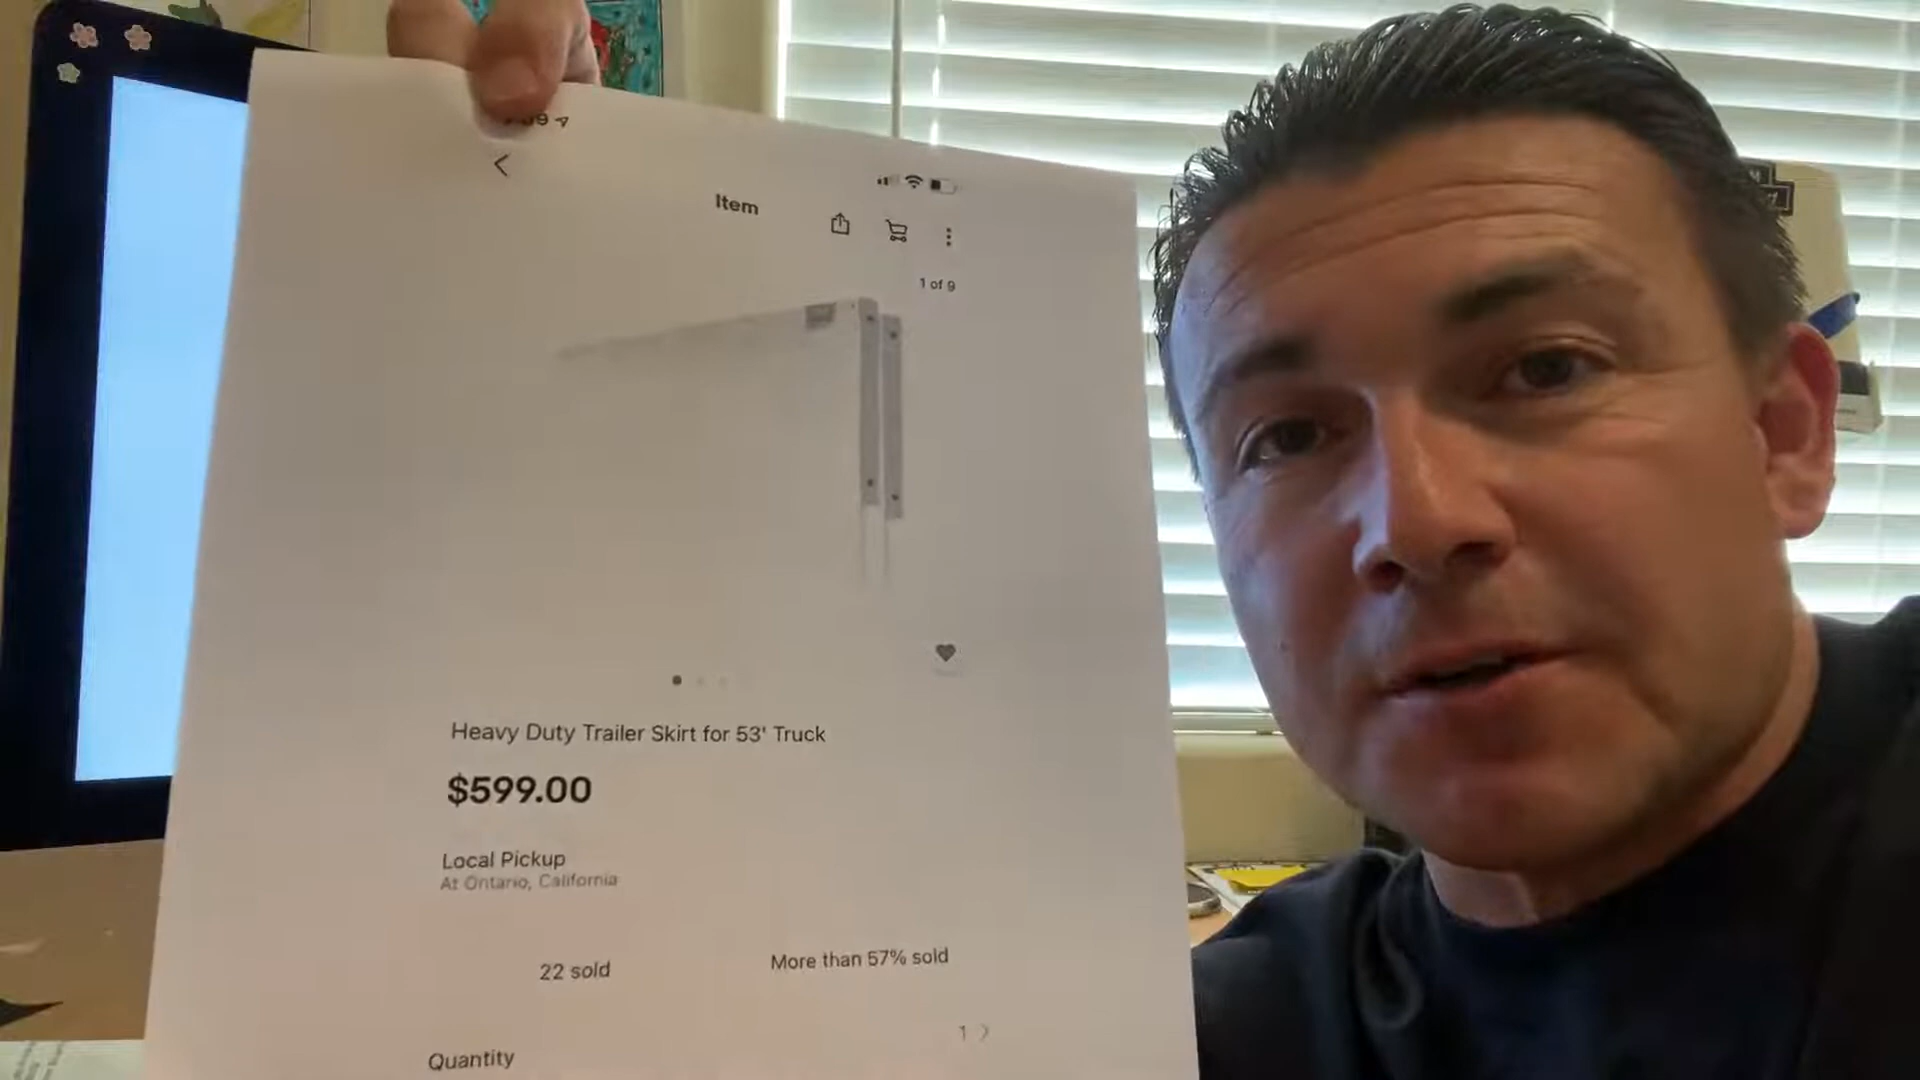 Item
1 of 9
Heavy Duty Trailer Skirt for 53' Truck
$599.00
Local Pickup
At Ontario, California
22 sold
More than 57% sold
1
Quantity